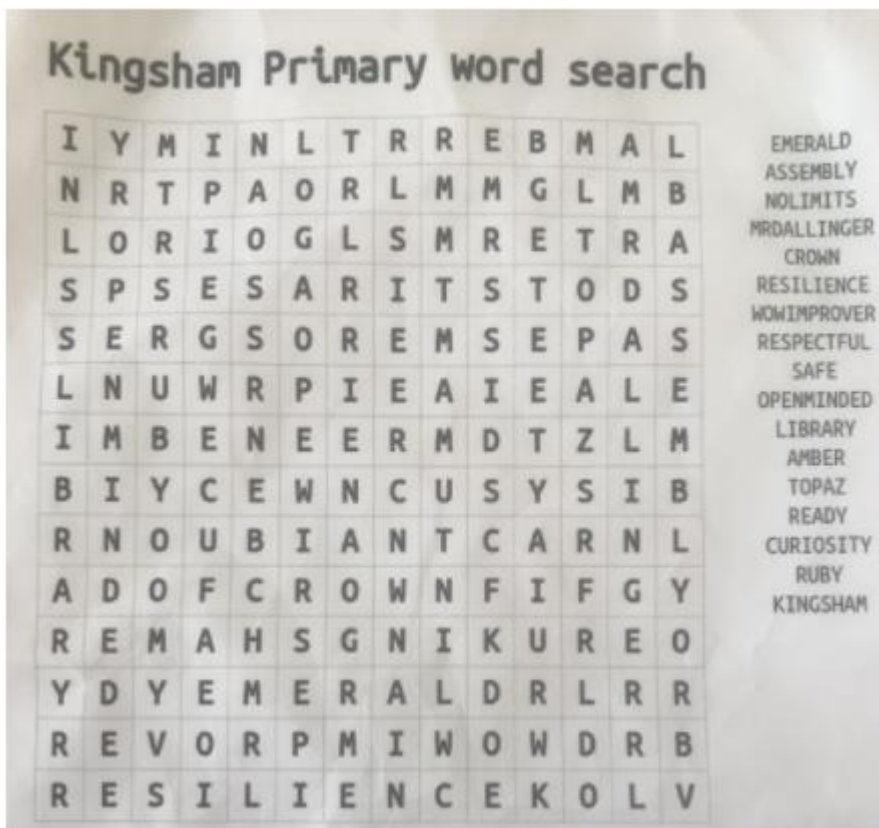 Kingsham Primary word search
I Y M I N L T R R E B M A L
N R T P A O R L M M G L M B
L O R I O G L S M R E T R A
S P S E S A R I T S T O D S
S E R G S O R E M S E P A S
L N U W R P I E A I E A L E
I M B E N E E R M D T Z L M
B I Y C E W N C U S Y S I B
R N O U B I A N T C A R N L
A D O F C R O W N F I F G Y
R E M A H S G N I K U R E O
Y D Y E M E R A L D R L R R
R E V O R P M I W O W D R B
R E S I L I E N C E K O L V
EMERALD
ASSEMBLY
NOLIMITS
MRDALLINGER
CROWN
RESILIENCE
WOWIMPROVER
RESPECTFUL
SAFE
OPENMINDED
LIBRARY
AMBER
TOPAZ
READY
CURIOSITY
RUBY
KINGSHAM